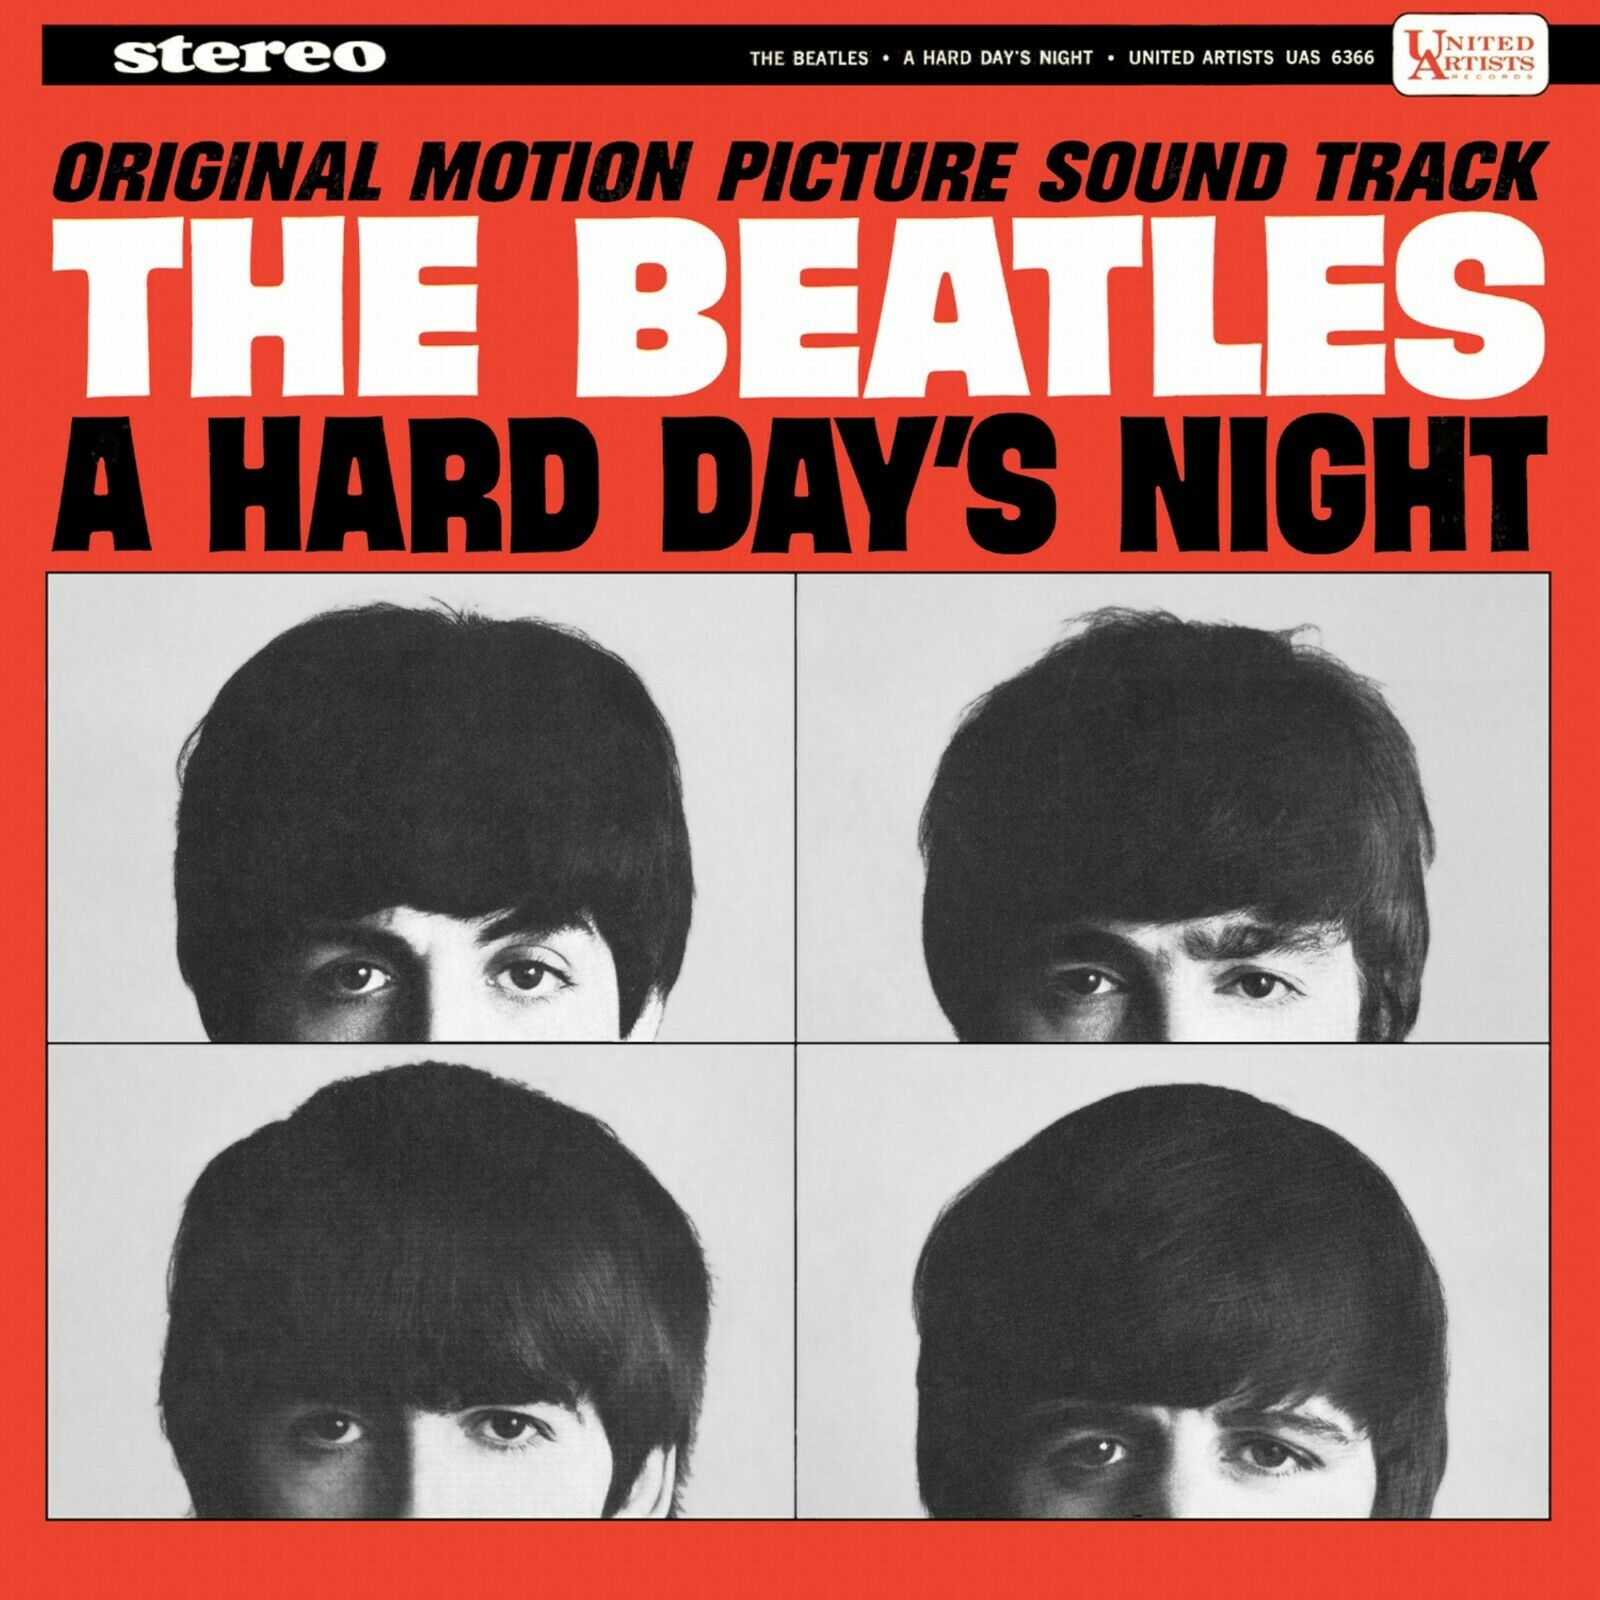 stereo
THE BEATLES • A HARD DAY'S NIGHT • UNITED ARTISTS UAS 6366
UNITED
ARTISTS
RECORDS
ORIGINAL MOTION PICTURE SOUND TRACK
THE BEATLES
A HARD DAY'S NIGHT